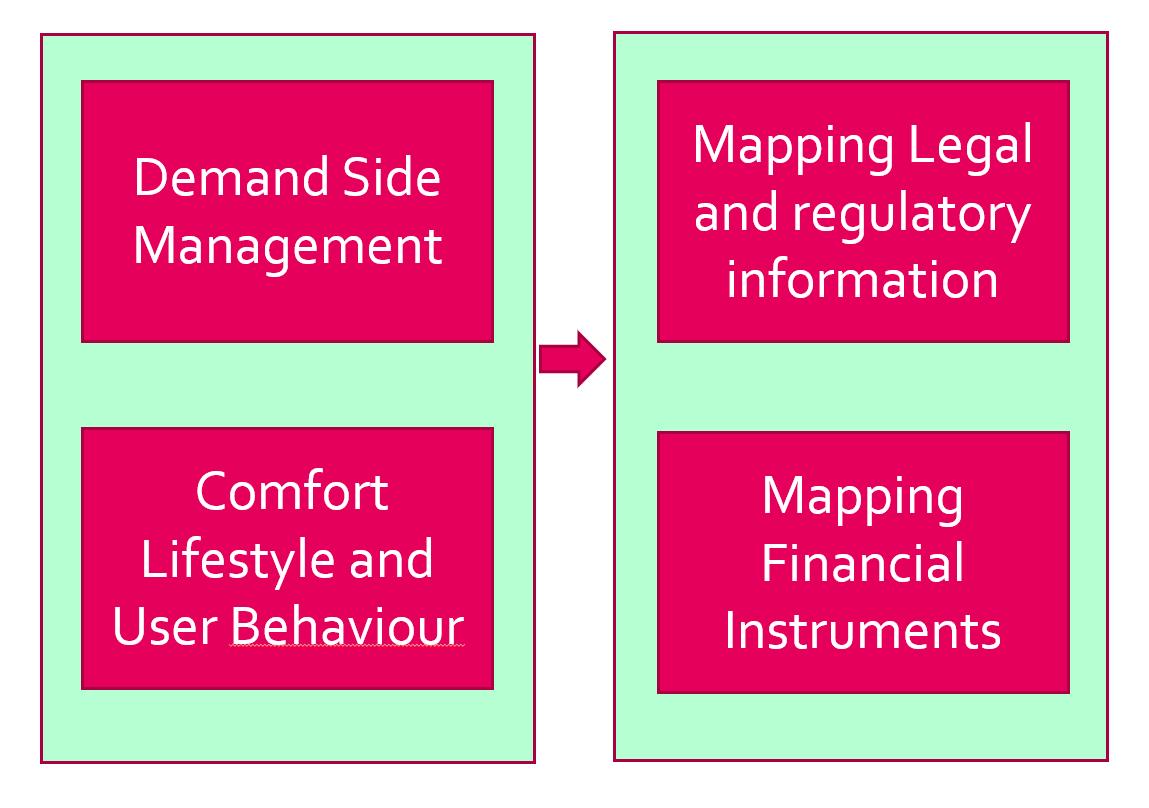 Demand Side
Management
Comfort
Lifestyle and
User Behaviour
Mapping Legal
and regulatory
information
Mapping
Financial
Instruments